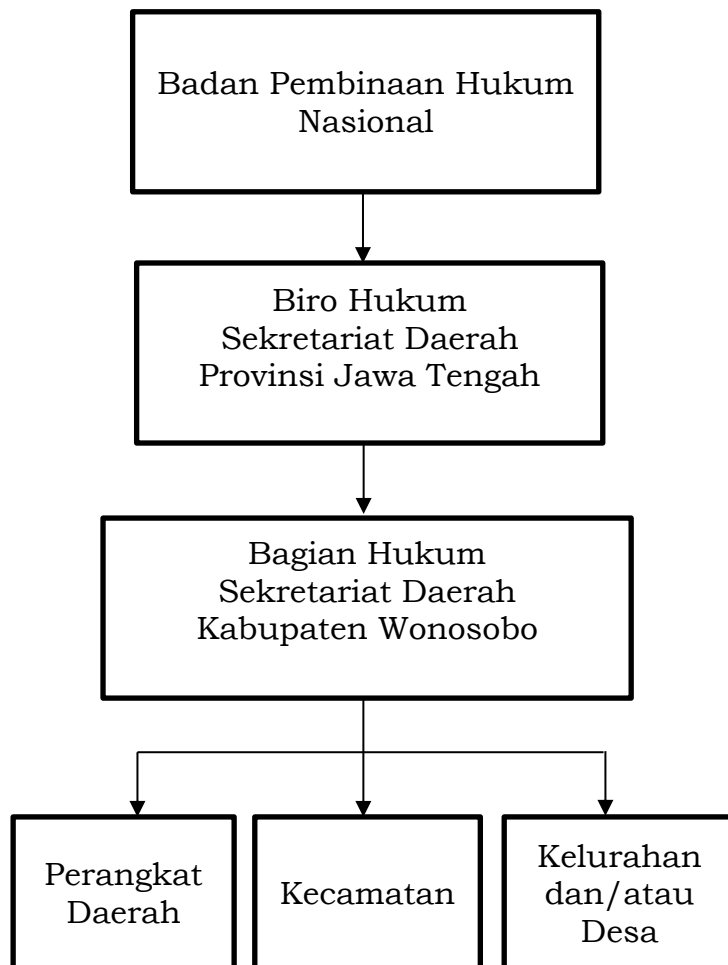 Badan Pembinaan Hukum
Nasional
Biro Hukum
Sekretariat Daerah
Provinsi Jawa Tengah
Bagian Hukum
Sekretariat Daerah
Kabupaten Wonosobo
Perangkat
Daerah
Kecamatan
Kelurahan
dan/atau
Desa